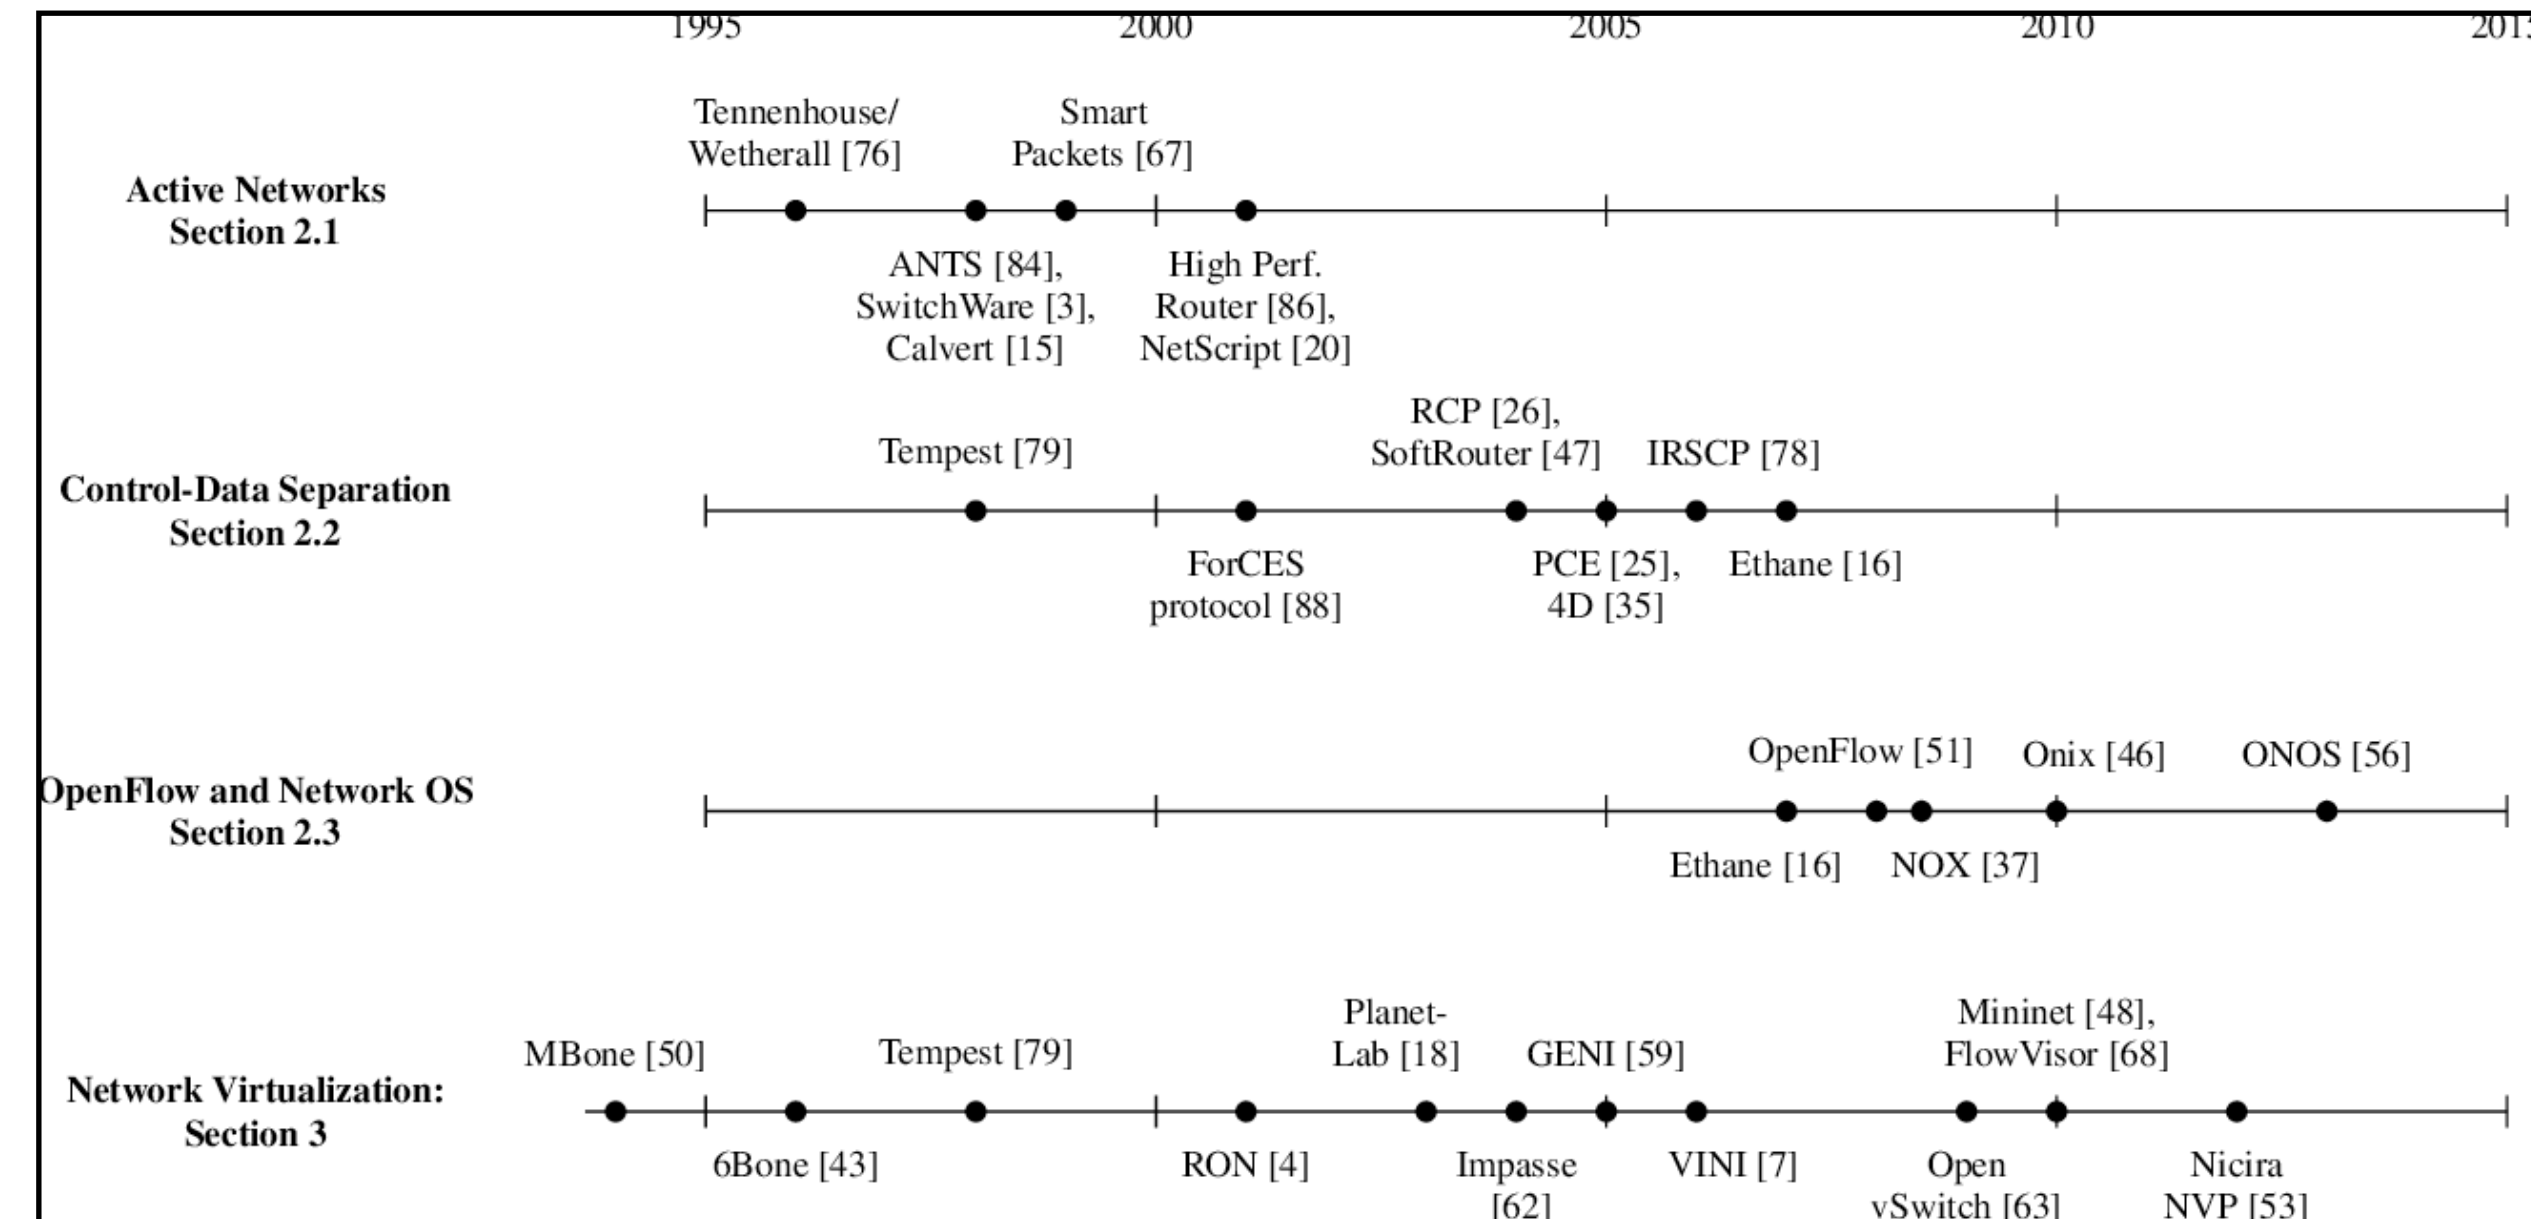 1995 2000 2005 2010 201
Tennenhouse/
Wetherall [76]
Smart
Packets [67]
Active Networks
Section 2.1
ANTS [84],
SwitchWare [3],
Calvert [15]
High Perf.
Router [86],
NetScript [20]
RCP [26],
SoftRouter [47]
Tempest [79]
IRSCP [78]
Control-Data Separation
Section 2.2
ForCES
protocol [88]
PCE [25],
4D [35]
Ethane [16]
OpenFlow [51]
Onix [46]
ONOS [56]
OpenFlow and Network OS
Section 2.3
Ethane [16]
NOX [37]
MBone [50]
Tempest [79]
Planet-
Lab [18]
GENI [59]
Mininet [48],
FlowVisor [68]
Network Virtualization:
Section 3
6Bone [43]
RON [4]
Impasse
[62]
VINI [7]
Open
vSwitch [63]
Nicira
NVP [53]